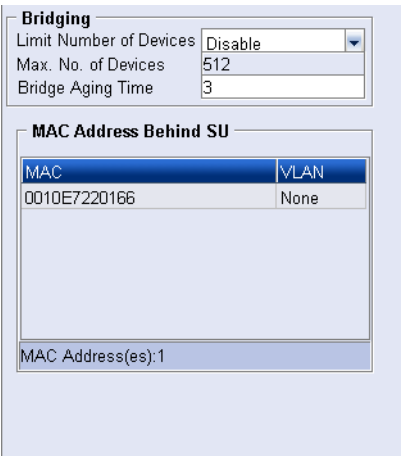 Bridging
Limit Number of Devices Disable
Max. No. of Devices 512
Bridge Aging Time 3
MAC Address Behind SU
MAC VLAN
0010E7220166 None
MAC Address(es):1